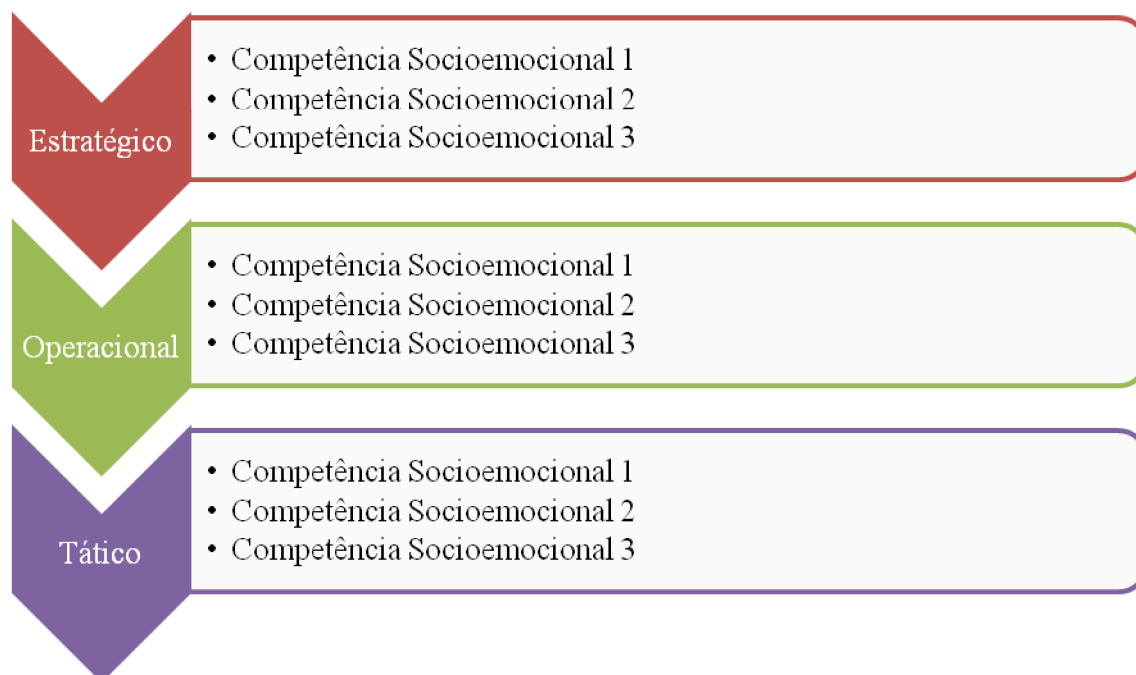 Estratégico
• Competência Socioemocional 1
• Competência Socioemocional 2
• Competência Socioemocional 3
Operacional
• Competência Socioemocional 1
• Competência Socioemocional 2
• Competência Socioemocional 3
Tático
• Competência Socioemocional 1
• Competência Socioemocional 2
• Competência Socioemocional 3